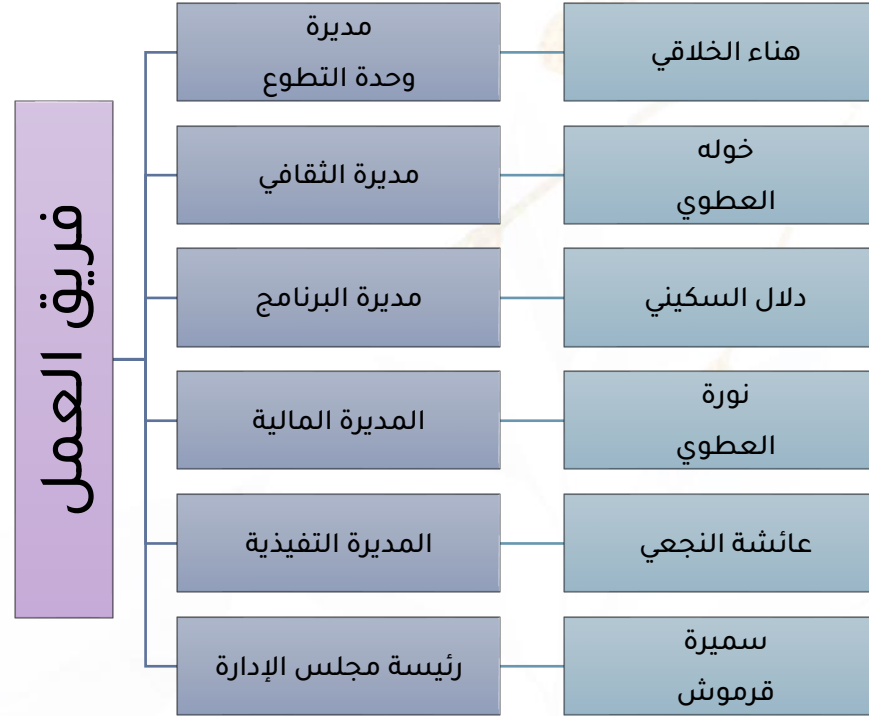 فريق العمل
مديرة
وحدة التطوع
هناء الخلاقي
مديرة الثقافي
خوله
العطوي
مديرة البرنامج
دلال السكيني
المديرة المالية
نورة
العطوي
المديرة التفيذية
عائشة النجعي
رئيسة مجلس الإدارة
سميرة
قرموش